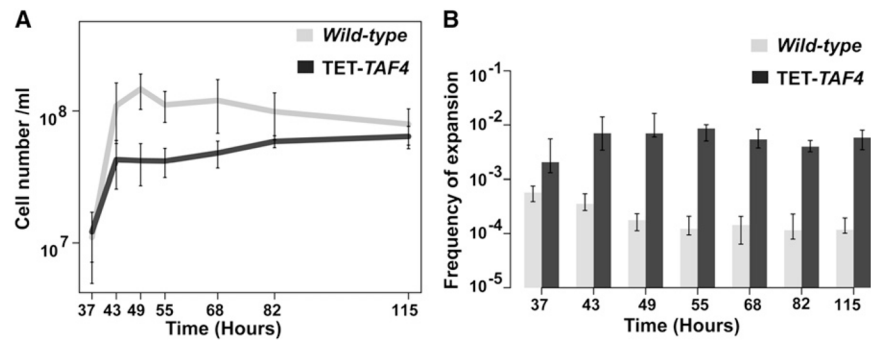 A
Wild-type
TET-TAF4
Cell number /ml
10^8
10^7
37 43 49 55 68 82 115
Time (Hours)
B
Wild-type
TET-TAF4
Frequency of expansion
10^-1
10^-2
10^-3
10^-4
10^-5
37 43 49 55 68 82 115
Time (Hours)